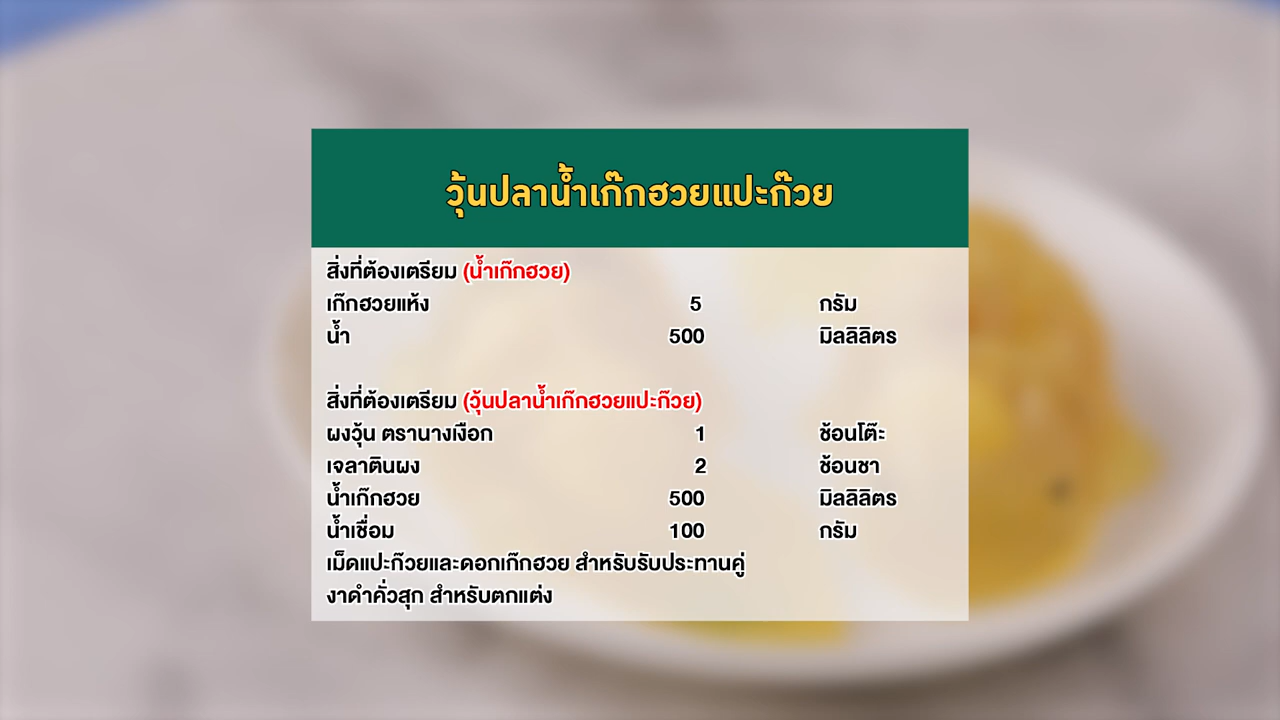 วุ้นปลาน้ำเก๊กฮวยแปะก๊วย
สิ่งที่ต้องเตรียม (น้ำเก๊กฮวย)
เก๊กฮวยแห้ง 5 กรัม
น้ำ 500 มิลลิลิตร
สิ่งที่ต้องเตรียม (วุ้นปลาน้ำเก๊กฮวยแปะก๊วย)
ผงวุ้น ตรานางเงือก 1 ช้อนโต๊ะ
เจลาตินผง 2 ช้อนชา
น้ำเก๊กฮวย 500 มิลลิลิตร
น้ำเชื่อม 100 กรัม
เม็ดแปะก๊วยและดอกเก๊กฮวย สำหรับรับประทานคู่
งาดำคั่วสุก สำหรับตกแต่ง